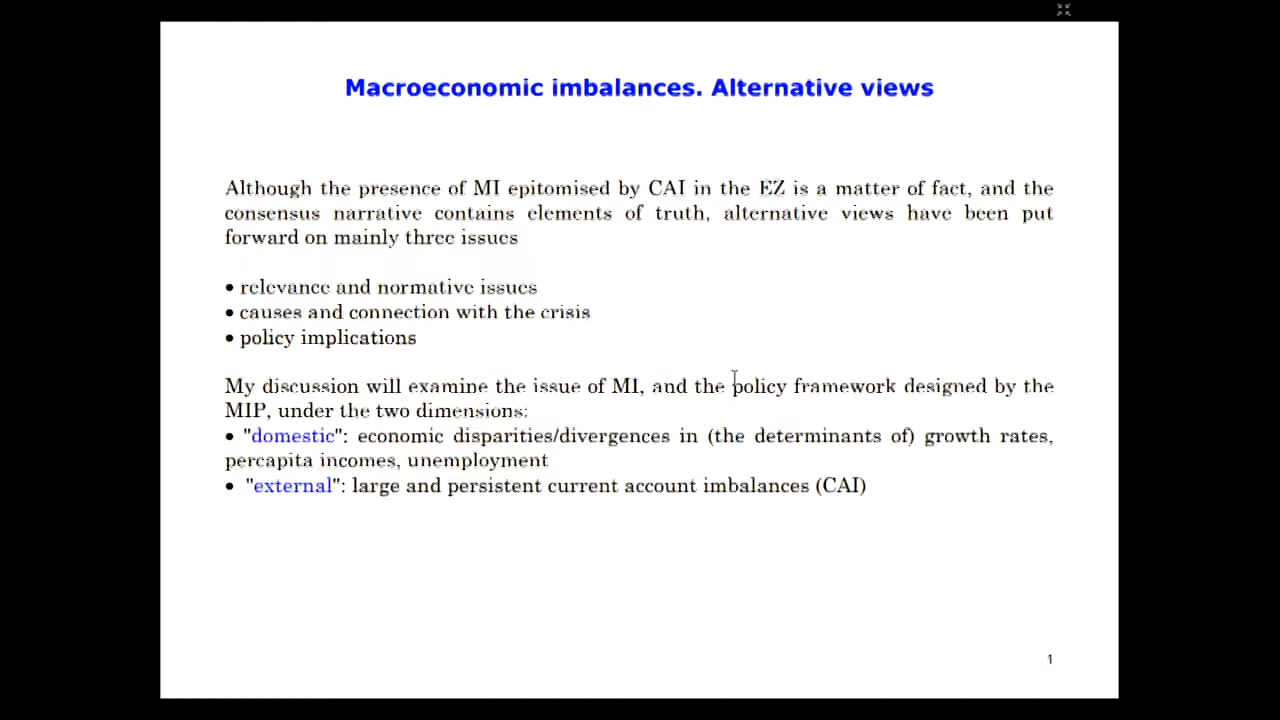 Macroeconomic imbalances. Alternative views
Although the presence of MI epitomised by CAI in the EZ is a matter of fact, and the
consensus narrative contains elements of truth, alternative views have been put
forward on mainly three issues
• relevance and normative issues
• causes and connection with the crisis
• policy implications
My discussion will examine the issue of MI, and the policy framework designed by the
MIP, under the two dimensions:
• "domestic": economic disparities/divergences in (the determinants of) growth rates,
percapita incomes, unemployment
• "external": large and persistent current account imbalances (CAI)
1